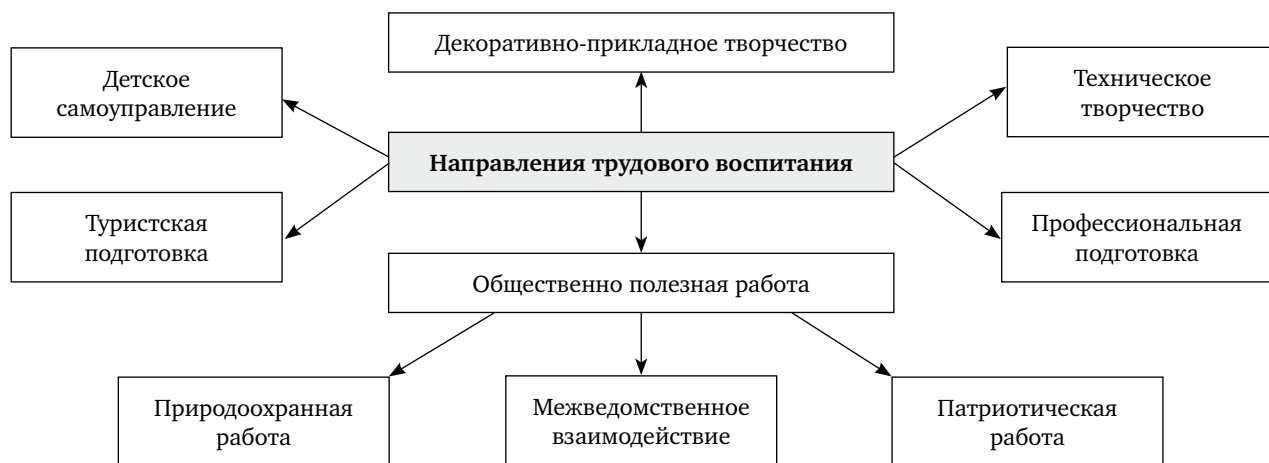 Декоративно-прикладное творчество
Детское
самоуправление
Техническое
творчество
Направления трудового воспитания
Туристская
подготовка
Профессиональная
подготовка
Общественно полезная работа
Природоохранная
работа
Межведомственное
взаимодействие
Патриотическая
работа